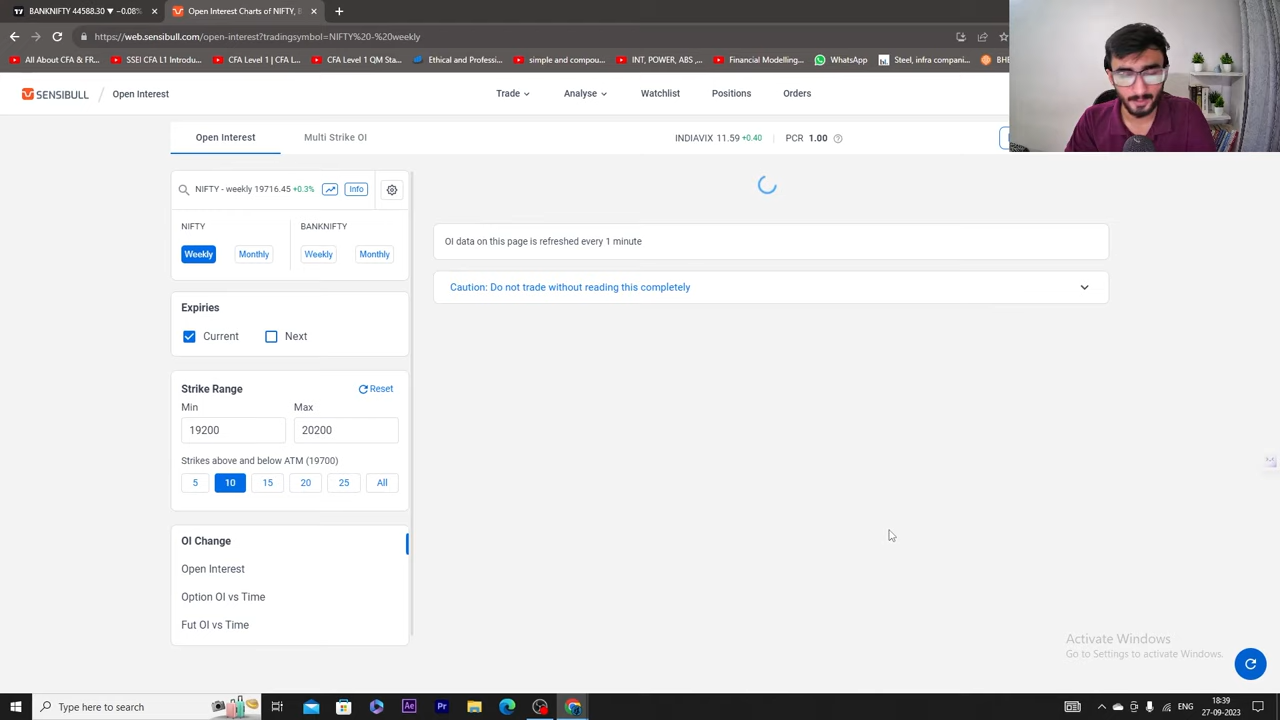 BANKNIFTY 44588.30 ▼ −0.08%
Open Interest Chart of NIFTY, B
https://web.sensibull.com/open-interest?tradingsymbol=NIFTY-%20weekly
All About CFA & FR...
SSEI CFA L1 Introdu...
CFA Level 1 | CFA L...
CFA Level 1 QM Sta...
Ethical and Professi...
simple and compou...
INT, POWER, ABS ,...
Financial Modelling...
WhatsApp
Steel, infra compani...
BHE
SENSIBULL
Open Interest
Trade
Analyse
Watchlist
Positions
Orders
Open Interest
Multi Strike OI
INDIAVIX 11.59 +0.40
PCR 1.00
NIFTY - weekly 19716.45 +0.3%
Info
NIFTY
BANKNIFTY
Weekly
Monthly
Weekly
Monthly
OI data on this page is refreshed every 1 minute
Caution: Do not trade without reading this completely
Expiries
Current
Next
Strike Range
Reset
Min
Max
19200
20200
Strikes above and below ATM (19700)
5
10
15
20
25
All
OI Change
Open Interest
Option OI vs Time
Fut OI vs Time
Activate Windows
Go to Settings to activate Windows.
Type here to search
ENG
18:39
27-09-2023